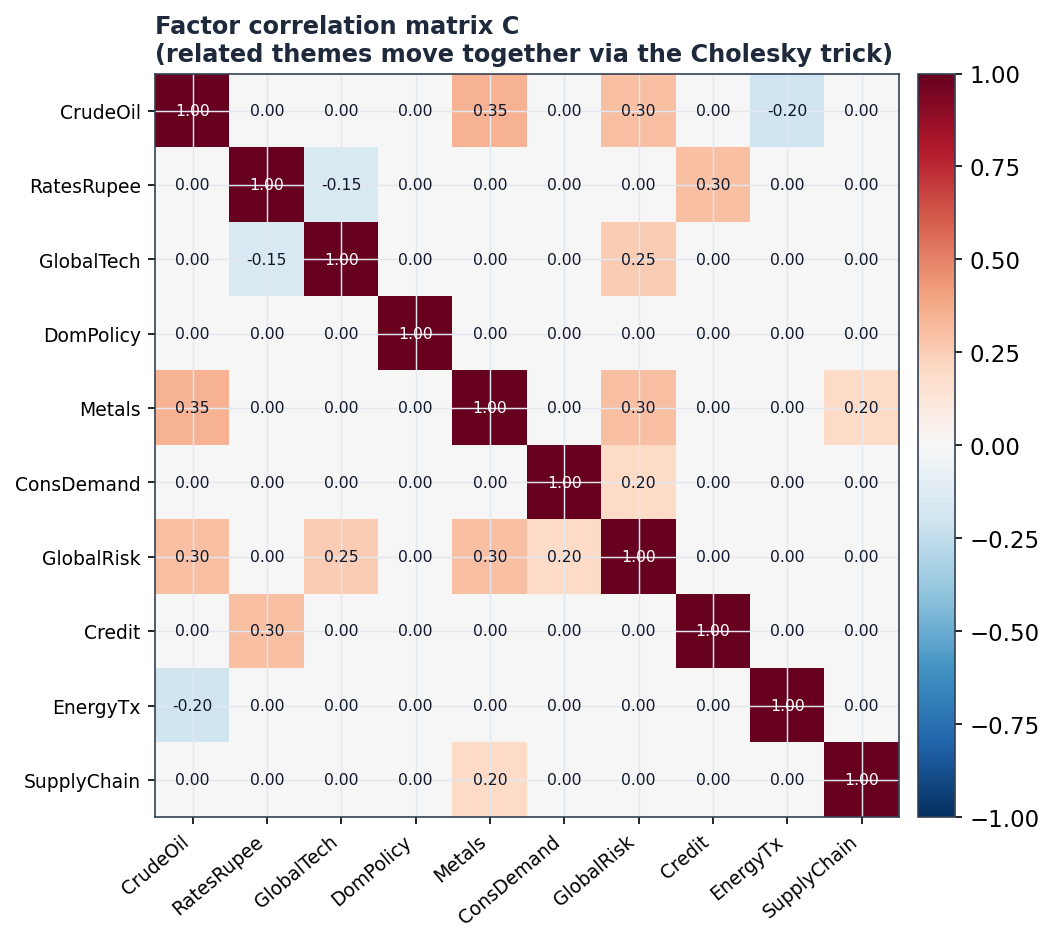 Factor correlation matrix C
(related themes move together via the Cholesky trick)
CrudeOil 1.00 0.00 0.00 0.00 0.35 0.00 0.30 0.00 -0.20 0.00
RatesRupee 0.00 1.00 -0.15 0.00 0.00 0.00 0.00 0.30 0.00 0.00
GlobalTech 0.00 -0.15 1.00 0.00 0.00 0.00 0.25 0.00 0.00 0.00
DomPolicy 0.00 0.00 0.00 1.00 0.00 0.00 0.00 0.00 0.00 0.00
Metals 0.35 0.00 0.00 0.00 1.00 0.00 0.30 0.00 0.00 0.20
ConsDemand 0.00 0.00 0.00 0.00 0.00 1.00 0.20 0.00 0.00 0.00
GlobalRisk 0.30 0.00 0.25 0.00 0.30 0.20 1.00 0.00 0.00 0.00
Credit 0.00 0.30 0.00 0.00 0.00 0.00 0.00 1.00 0.00 0.00
EnergyTx -0.20 0.00 0.00 0.00 0.00 0.00 0.00 0.00 1.00 0.00
SupplyChain 0.00 0.00 0.00 0.00 0.20 0.00 0.00 0.00 0.00 1.00
CrudeOil RatesRupee GlobalTech DomPolicy Metals ConsDemand GlobalRisk Credit EnergyTx SupplyChain
1.00
0.75
0.50
0.25
0.00
−0.25
−0.50
−0.75
−1.00